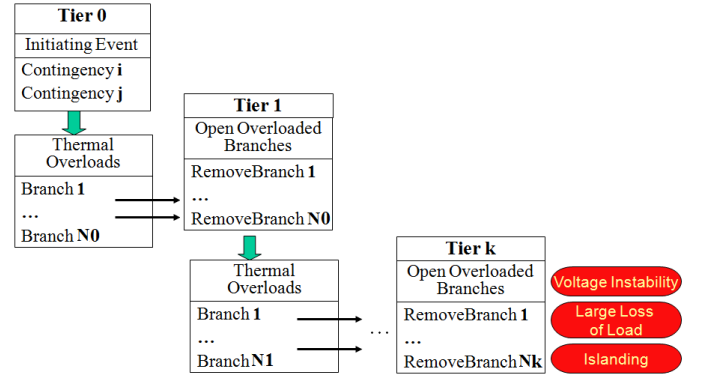 Tier 0
Initiating Event
Contingency i
Contingency j
Thermal
Overloads
Branch 1
...
Branch N0
Tier 1
Open Overloaded
Branches
RemoveBranch 1
...
RemoveBranch N0
Thermal
Overloads
Branch 1
...
Branch N1
...
Tier k
Open Overloaded
Branches
RemoveBranch 1
...
RemoveBranch Nk
Voltage Instability
Large Loss
of Load
Islanding